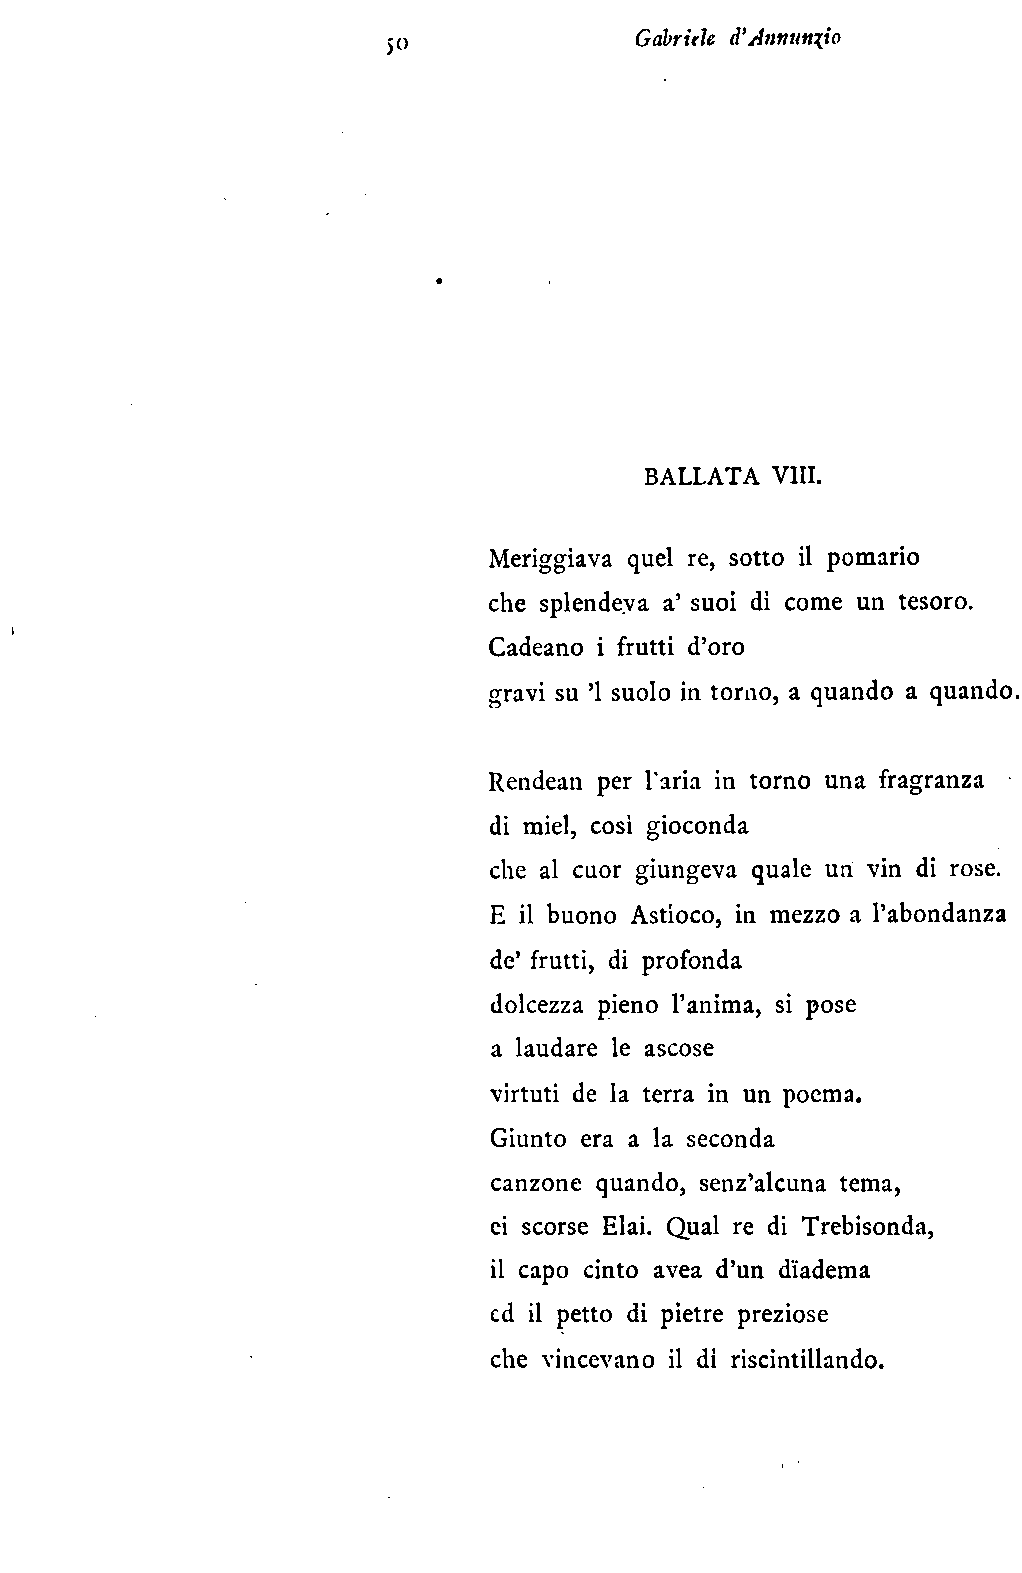 50 Gabriele d'Annunzio
BALLATA VIII.
Meriggiava quel re, sotto il pomario
che splendeva a' suoi dì come un tesoro.
Cadeano i frutti d'oro
gravi su 'l suolo in torno, a quando a quando.
Rendean per l'aria in torno una fragranza
di miel, così gioconda
che al cuor giungeva quale un vin di rose.
E il buono Astioco, in mezzo a l'abondanza
de' frutti, di profonda
dolcezza pieno l'anima, si pose
a laudare le ascose
virtuti de la terra in un poema.
Giunto era a la seconda
canzone quando, senz'alcuna tema,
ei scorse Elai. Qual re di Trebisonda,
il capo cinto avea d'un dïadema
ed il petto di pietre preziose
che vincevano il dì riscintillando.